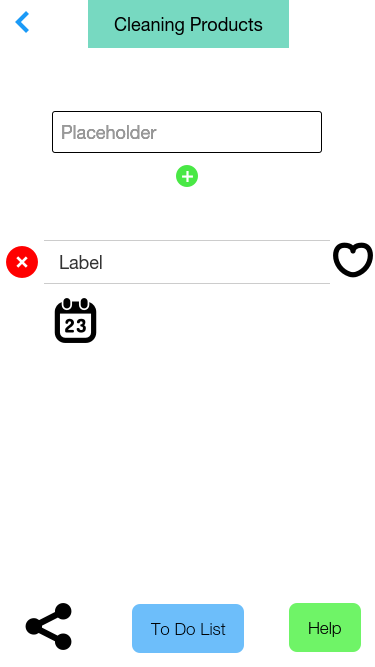 Cleaning Products
Placeholder
Label
23
To Do List
Help